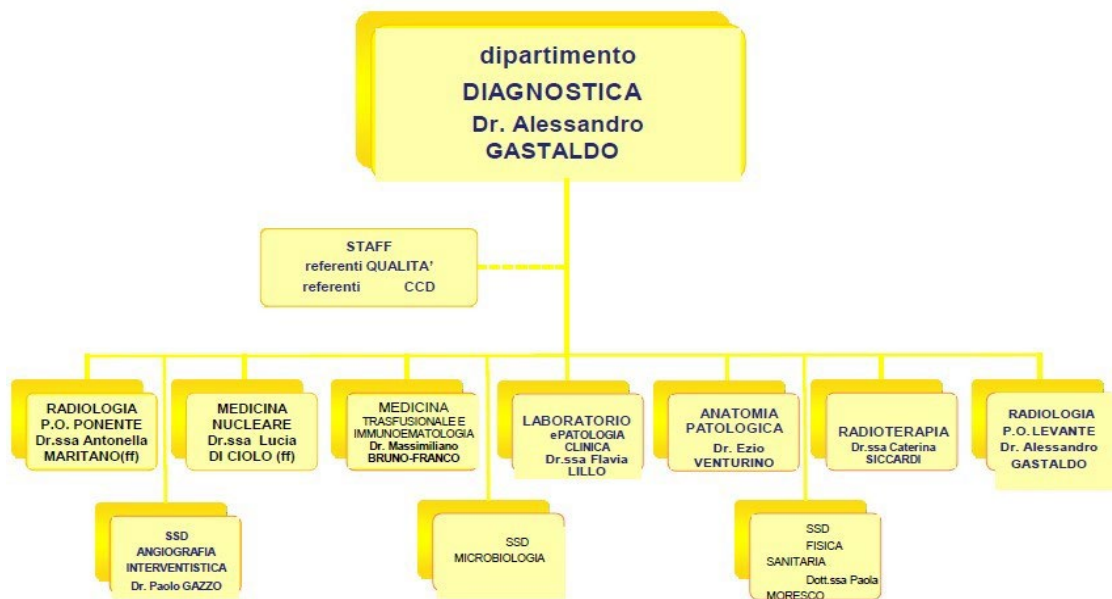 dipartimento
DIAGNOSTICA
Dr. Alessandro
GASTALDO
STAFF
referenti QUALITA'
referenti CCD
RADIOLOGIA
P.O. PONENTE
Dr.ssa Antonella
MARITANO(ff)
MEDICINA
NUCLEARE
Dr.ssa Lucia
DI CIOLO (ff)
MEDICINA
TRASFUSIONALE E
IMMUNOEMATOLOGIA
Dr. Massimiliano
BRUNO-FRANCO
LABORATORIO
ePATOLOGIA
CLINICA
Dr.ssa Flavia
LILLO
ANATOMIA
PATOLOGICA
Dr. Ezio
VENTURINO
RADIOTERAPIA
Dr.ssa Caterina
SICCARDI
RADIOLOGIA
P.O. LEVANTE
Dr. Alessandro
GASTALDO
SSD
ANGIOGRAFIA
INTERVENTISTICA
Dr. Paolo GAZZO
SSD
MICROBIOLOGIA
SSD
FISICA
SANITARIA
Dott.ssa Paola
MORESCO